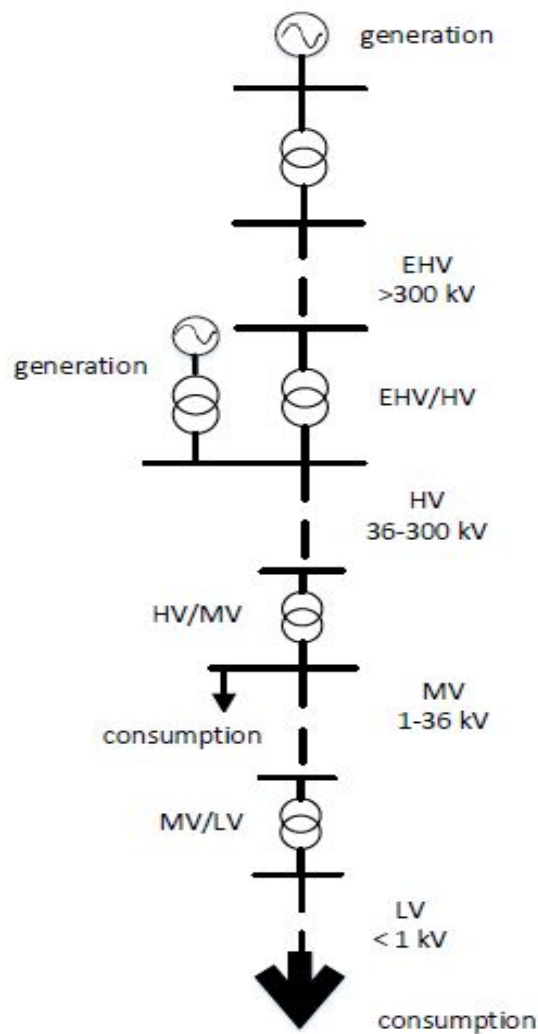 generation
EHV
>300 kV
generation
EHV/HV
HV
36-300 kV
HV/MV
MV
1-36 kV
consumption
MV/LV
LV
< 1 kV
consumption